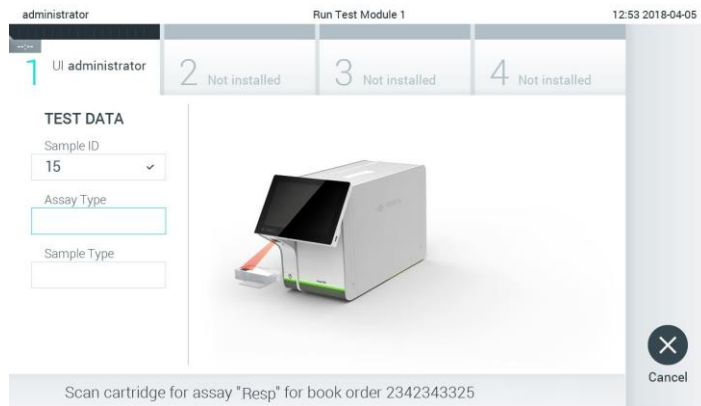 administrator Run Test Module 1 12:53 2018-04-05
--:--
1 UI administrator
2 Not installed
3 Not installed
4 Not installed
TEST DATA
Sample ID
15
Assay Type
Sample Type
Cancel
Scan cartridge for assay "Resp" for book order 2342343325